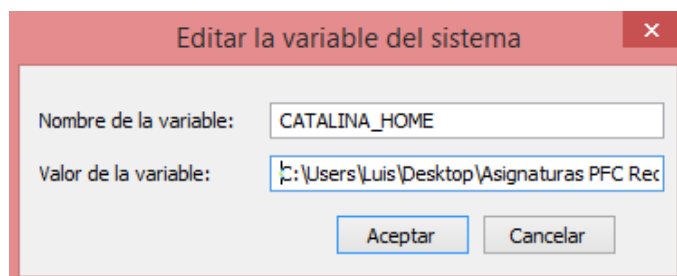 Editar la variable del sistema
Nombre de la variable: CATALINA_HOME
Valor de la variable: C:\Users\Luis\Desktop\Asignaturas PFC Rec
Aceptar Cancelar